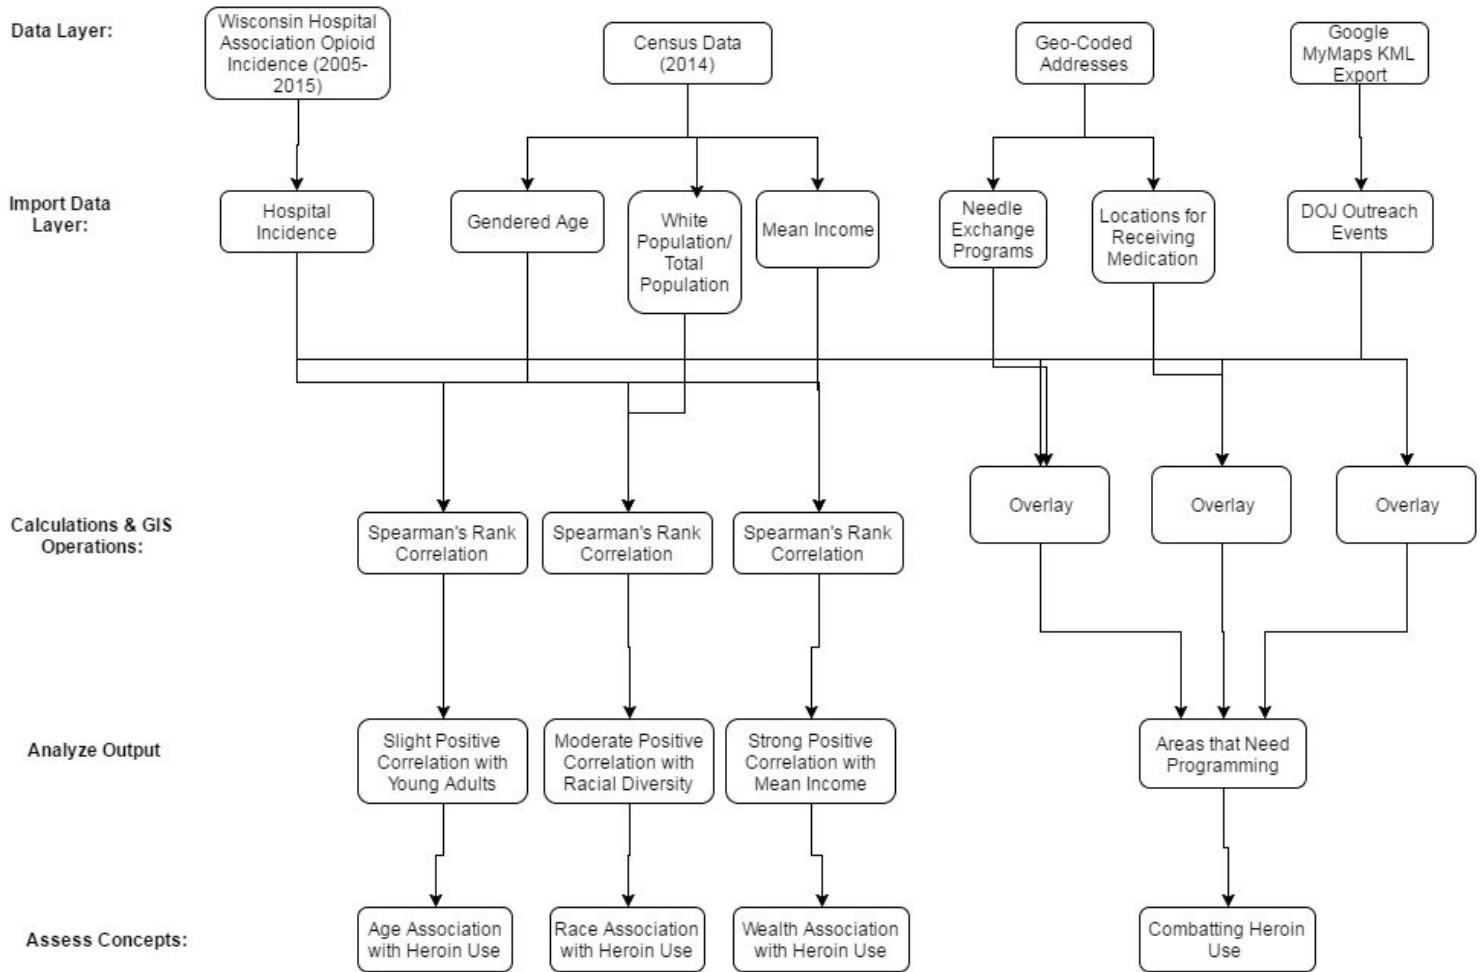 Data Layer:
Wisconsin Hospital
Association Opioid
Incidence (2005-
2015)
Census Data
(2014)
Geo-Coded
Addresses
Google
MyMaps KML
Export
Import Data
Layer:
Hospital
Incidence
Gendered Age
White
Population/
Total
Population
Mean Income
Needle
Exchange
Programs
Locations for
Receiving
Medication
DOJ Outreach
Events
Calculations & GIS
Operations:
Spearman's Rank
Correlation
Spearman's Rank
Correlation
Spearman's Rank
Correlation
Overlay
Overlay
Overlay
Analyze Output
Slight Positive
Correlation with
Young Adults
Moderate Positive
Correlation with
Racial Diversity
Strong Positive
Correlation with
Mean Income
Areas that Need
Programming
Assess Concepts:
Age Association
with Heroin Use
Race Association
with Heroin Use
Wealth Association
with Heroin Use
Combatting Heroin
Use